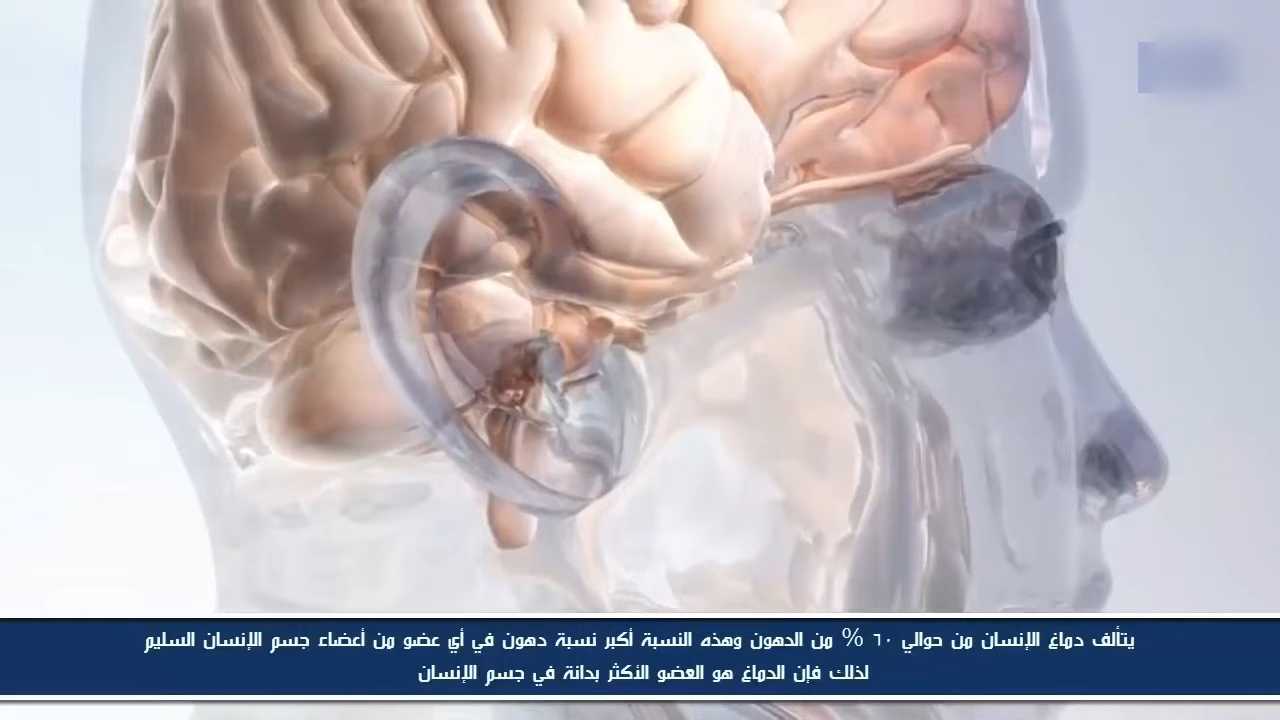 يتألف دماغ الإنسان من حوالي ٦٠ % من الدهون وهذه النسبة أكبر نسبة دهون في أي عضو من أعضاء جسم الإنسان السليم
لذلك فإن الدماغ هو العضو الأكثر بدانة في جسم الإنسان